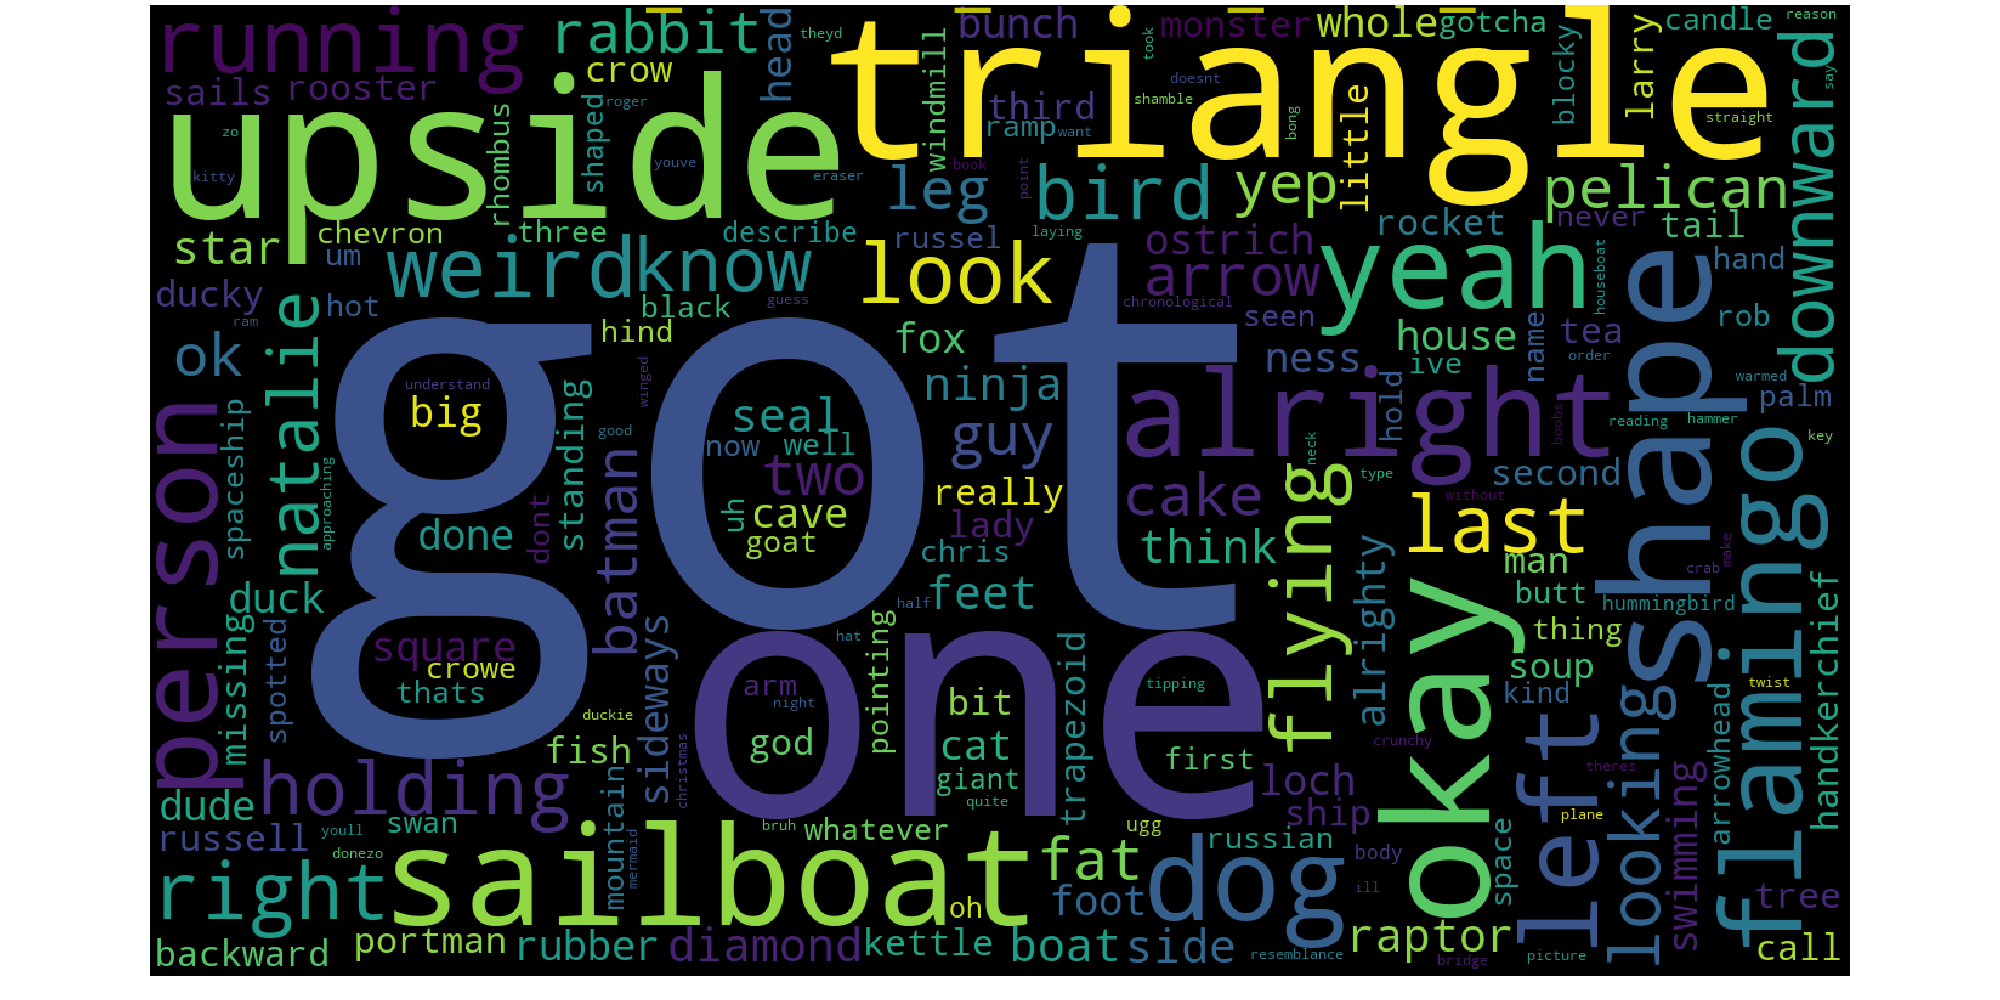 running
rabbit
theyd
head
bunch
took
monster
whole
gotcha
larry
candle
reason
sails
rooster
crow
triangle
blocky
downward
say
upside
zo
roger
rhombus
shaped
windmill
third
doesnt
shamble
little
straight
ramp
want
bong
kitty
youve
eraser
book
leg
point
bird
yep
pelican
star
chevron
three
describe
russel
laying
ostrich
rocket
never
tail
um
weird
know
look
arrow
yeah
houseboat
shape
hand
ducky
hot
black
guess
chronological
seen
ram
natalie
hind
fox
house
tea
name
rob
ok
ness
ive
order
understand
winged
ninja
alright
hold
boobs
warmed
palm
person
big
got
seal
guy
reading
hammer
key
spaceship
approaching
standing
good
now
well
neck
flying
type
second
flamingo
done
dont
batman
two
really
cake
last
without
uh
cave
lady
goat
chris
think
man
make
crab
duck
missing
feet
half
alrighty
okay
butt
hummingbird
handkerchief
spotted
square
sideways
one
hat
pointing
trapezoid
thing
crowe
soup
looking
arrowhead
twist
thats
arm
night
bit
tipping
kind
duckie
left
fish
god
cat
first
crunchy
theres
holding
mountain
christmas
giant
loch
swimming
dude
quite
ship
plane
russell
youll
swan
mermaid
bruh
whatever
ugg
russian
donezo
fat
body
space
right
sailboat
oh
foot
dog
ill
tree
backward
portman
rubber
diamond
kettle
boat
side
resemblance
raptor
bridge
picture
call